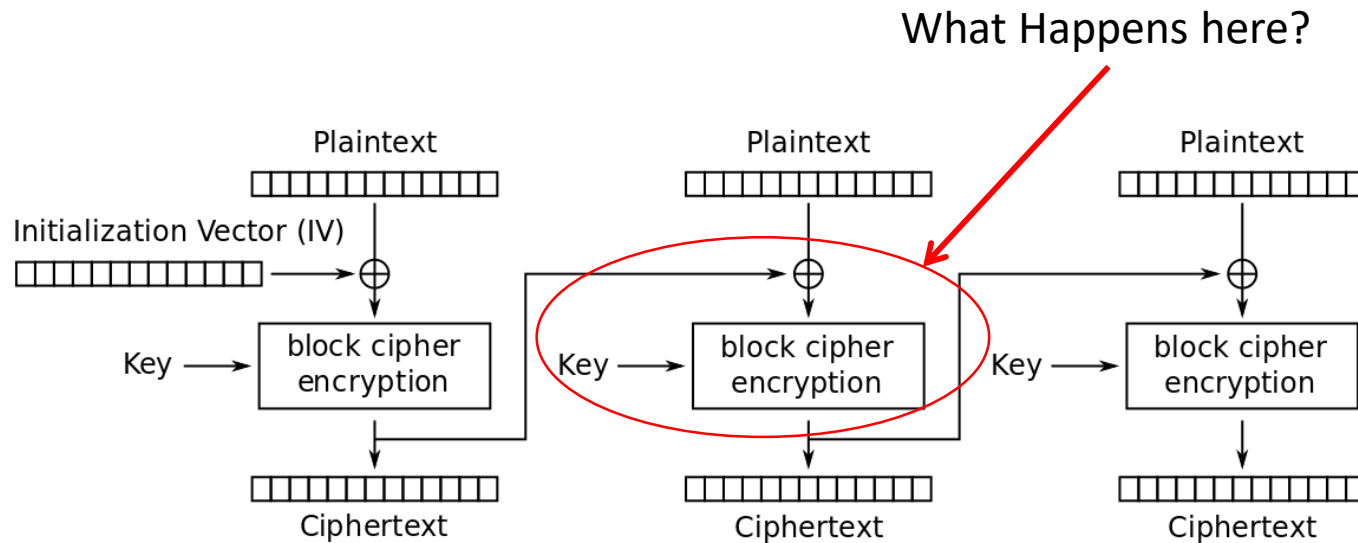 What Happens here?
Plaintext
Plaintext
Plaintext
Initialization Vector (IV)
Key
block cipher
encryption
Key
block cipher
encryption
Key
block cipher
encryption
Ciphertext
Ciphertext
Ciphertext